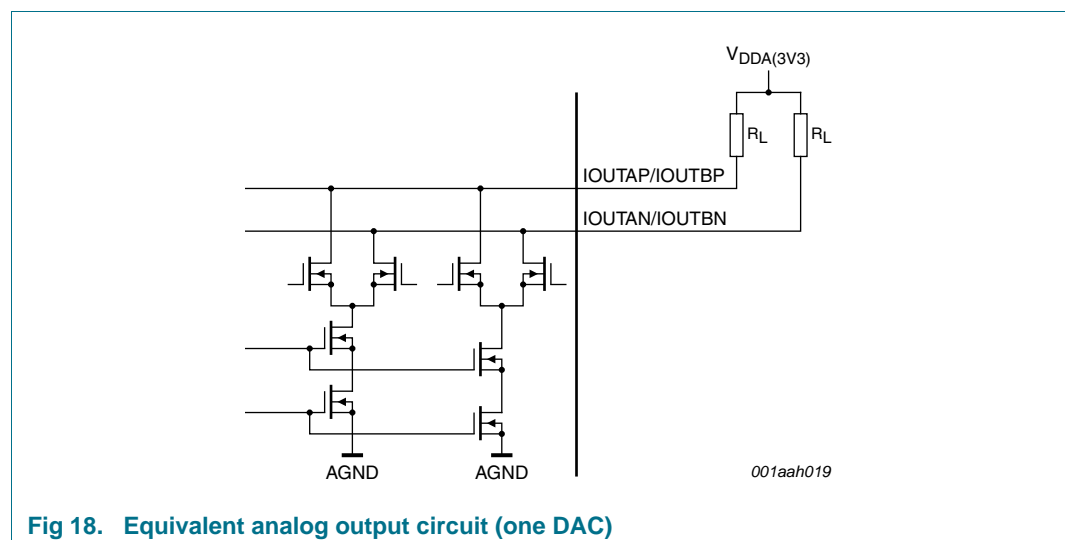 VDDA(3V3)
RL RL
IOUTAP/IOUTBP
IOUTAN/IOUTBN
AGND AGND
001aah019
Fig 18. Equivalent analog output circuit (one DAC)